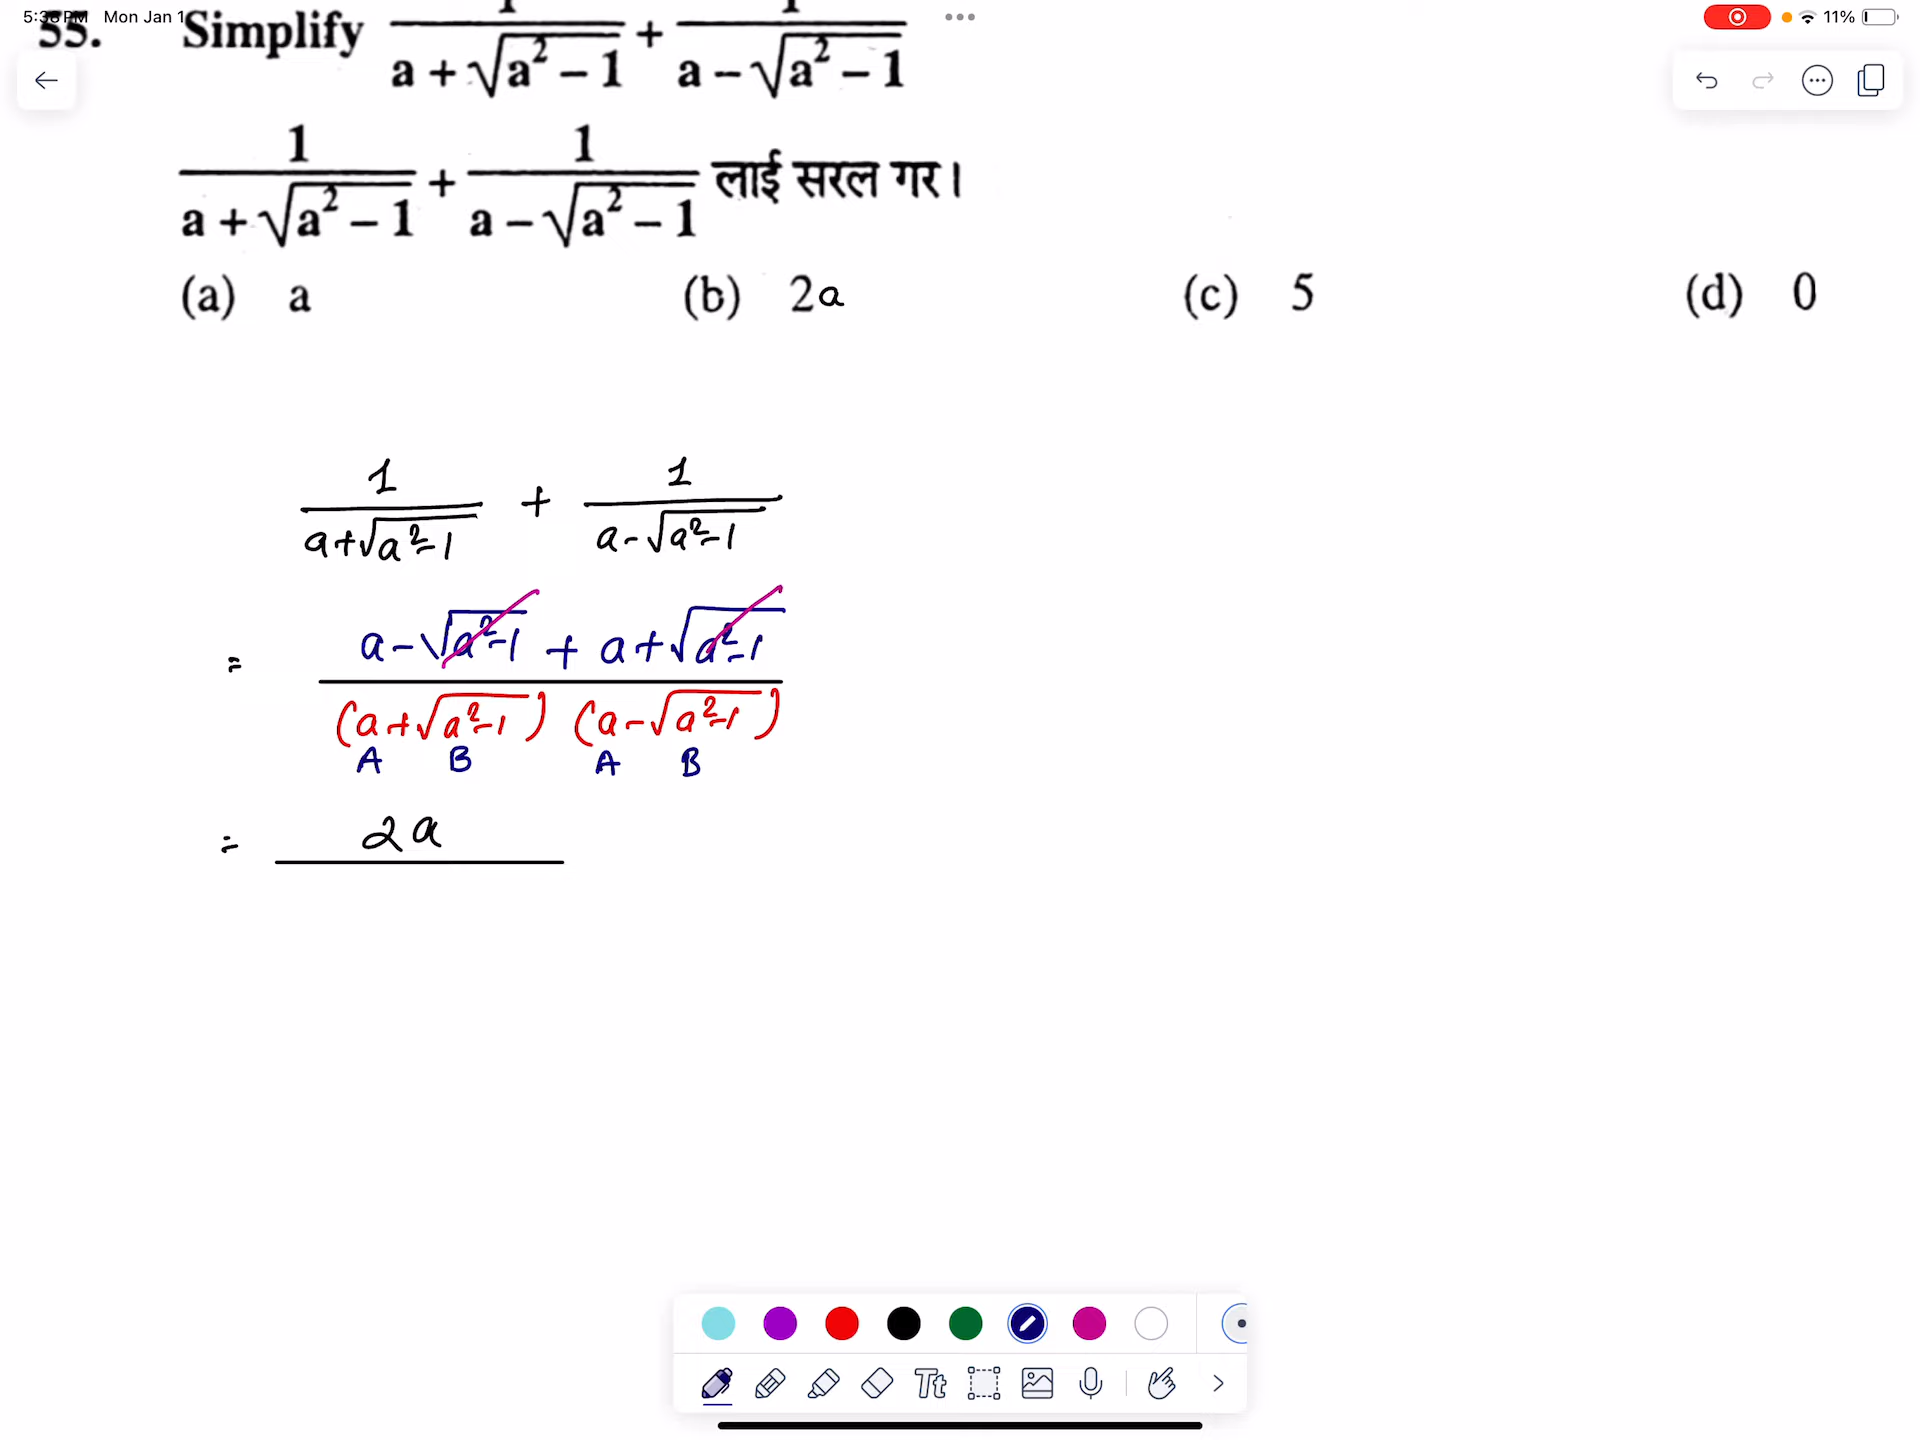 5:38 PM Mon Jan 1
11%
55. Simplify 1/(a + √(a² – 1)) + 1/(a – √(a² – 1))
1/(a + √(a² – 1)) + 1/(a – √(a² – 1)) लाई सरल गर।
(a) a (b) 2a (c) 5 (d) 0
1/(a+√(a²-1)) + 1/(a-√(a²-1))
= (a-√(a²-1) + a+√(a²-1))/((a+√(a²-1)) (a-√(a²-1)))
A B A B
= 2a
Tt